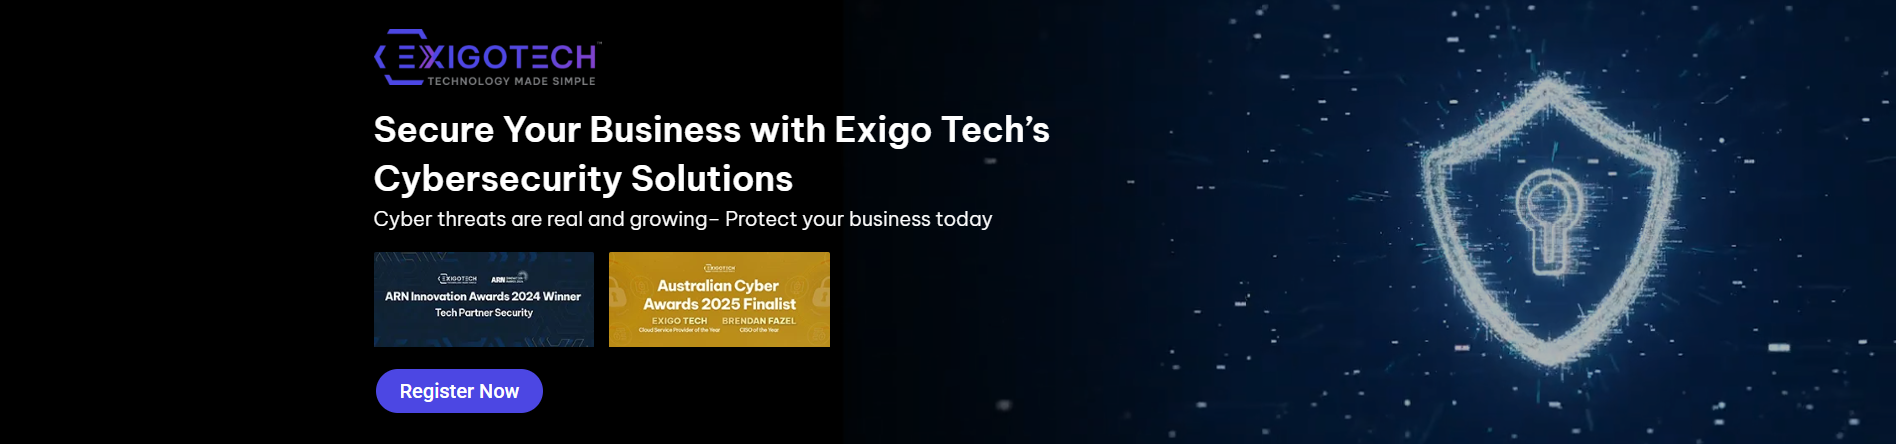 EXIGOTECH™
TECHNOLOGY MADE SIMPLE
Secure Your Business with Exigo Tech’s
Cybersecurity Solutions
Cyber threats are real and growing– Protect your business today
EXIGOTECH ARN
ARN Innovation Awards 2024 Winner
Tech Partner Security
EXIGOTECH
Australian Cyber
Awards 2025 Finalist
EXIGO TECH BRENDAN FAZEL
Cloud Service Provider of the Year CISO of the Year
Register Now